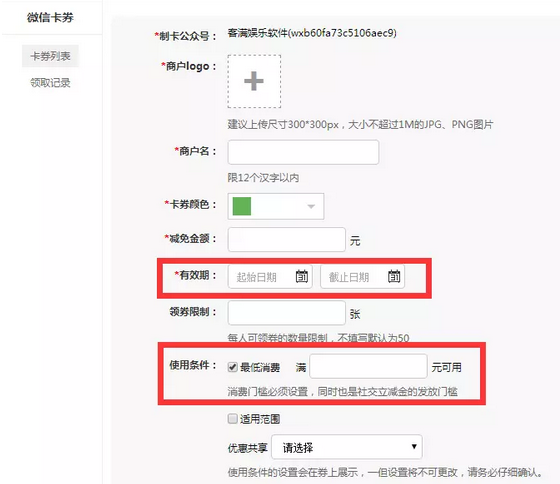 微信卡券
卡券列表
领取记录
*制卡公众号： 客满娱乐软件(wxb60fa73c5106aec9)
*商户logo：
建议上传尺寸300*300px，大小不超过1M的JPG、PNG图片
*商户名：
限12个汉字以内
*卡券颜色：
*减免金额： 元
*有效期： 起始日期 31 截止日期 31
领券限制： 张
每人可领券的数量限制，不填写默认为50
使用条件： 最低消费 满 元可用
消费门槛必须设置，同时也是社交立减金的发放门槛
适用范围
优惠共享 请选择
使用条件的设置会在券上展示，一但设置将不可更改，请务必仔细确认。